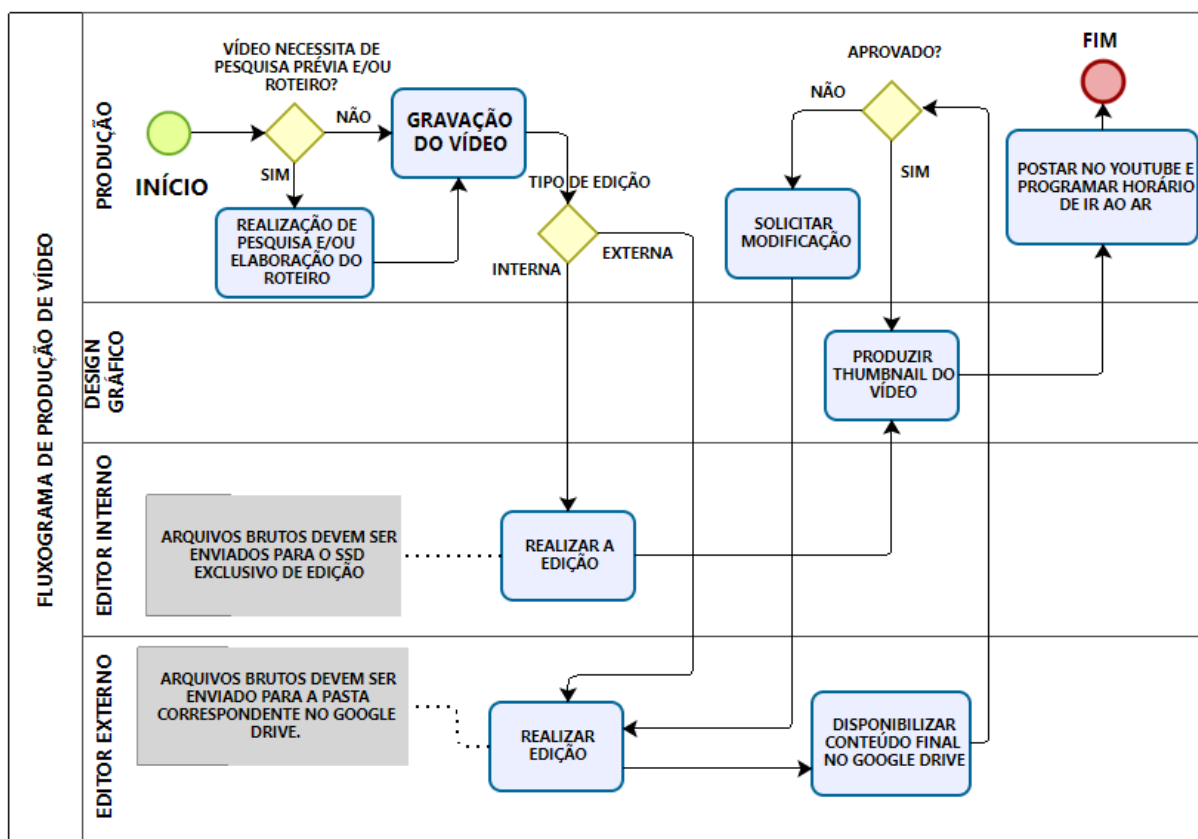 FLUXOGRAMA DE PRODUÇÃO DE VÍDEO
PRODUÇÃO
INÍCIO
VÍDEO NECESSITA DE
PESQUISA PRÉVIA E/OU
ROTEIRO?
NÃO
SIM
REALIZAÇÃO DE
PESQUISA E/OU
ELABORAÇÃO DO
ROTEIRO
GRAVAÇÃO
DO VÍDEO
TIPO DE EDIÇÃO
INTERNA
EXTERNA
APROVADO?
NÃO
SIM
SOLICITAR
MODIFICAÇÃO
FIM
POSTAR NO YOUTUBE E
PROGRAMAR HORÁRIO
DE IR AO AR
DESIGN
GRÁFICO
PRODUZIR
THUMBNAIL DO
VÍDEO
EDITOR INTERNO
ARQUIVOS BRUTOS DEVEM SER
ENVIADOS PARA O SSD
EXCLUSIVO DE EDIÇÃO
REALIZAR A
EDIÇÃO
EDITOR EXTERNO
ARQUIVOS BRUTOS DEVEM SER
ENVIADO PARA A PASTA
CORRESPONDENTE NO GOOGLE
DRIVE.
REALIZAR
EDIÇÃO
DISPONIBILIZAR
CONTEÚDO FINAL
NO GOOGLE DRIVE